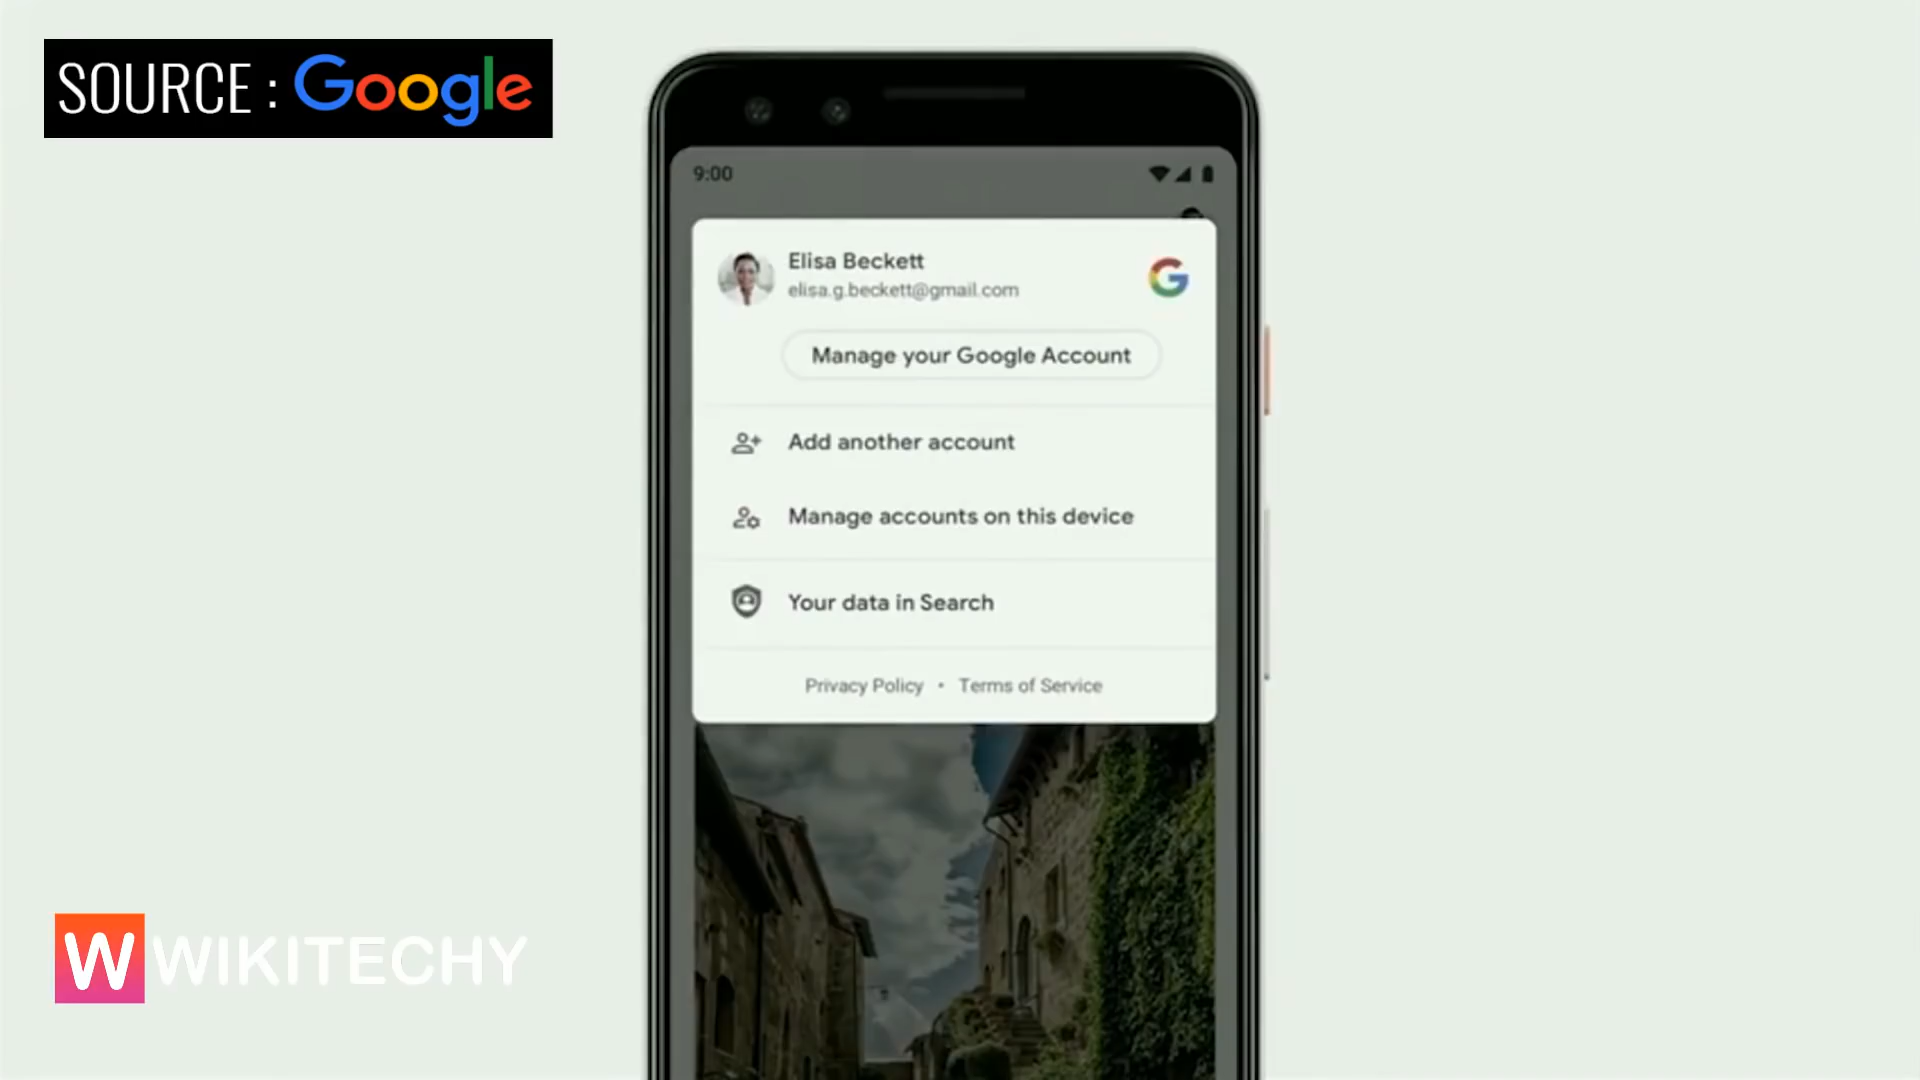 SOURCE : Google
9:00
Elisa Beckett
elisa.g.beckett@gmail.com
G
Manage your Google Account
Add another account
Manage accounts on this device
Your data in Search
Privacy Policy • Terms of Service
W WIKITECHY